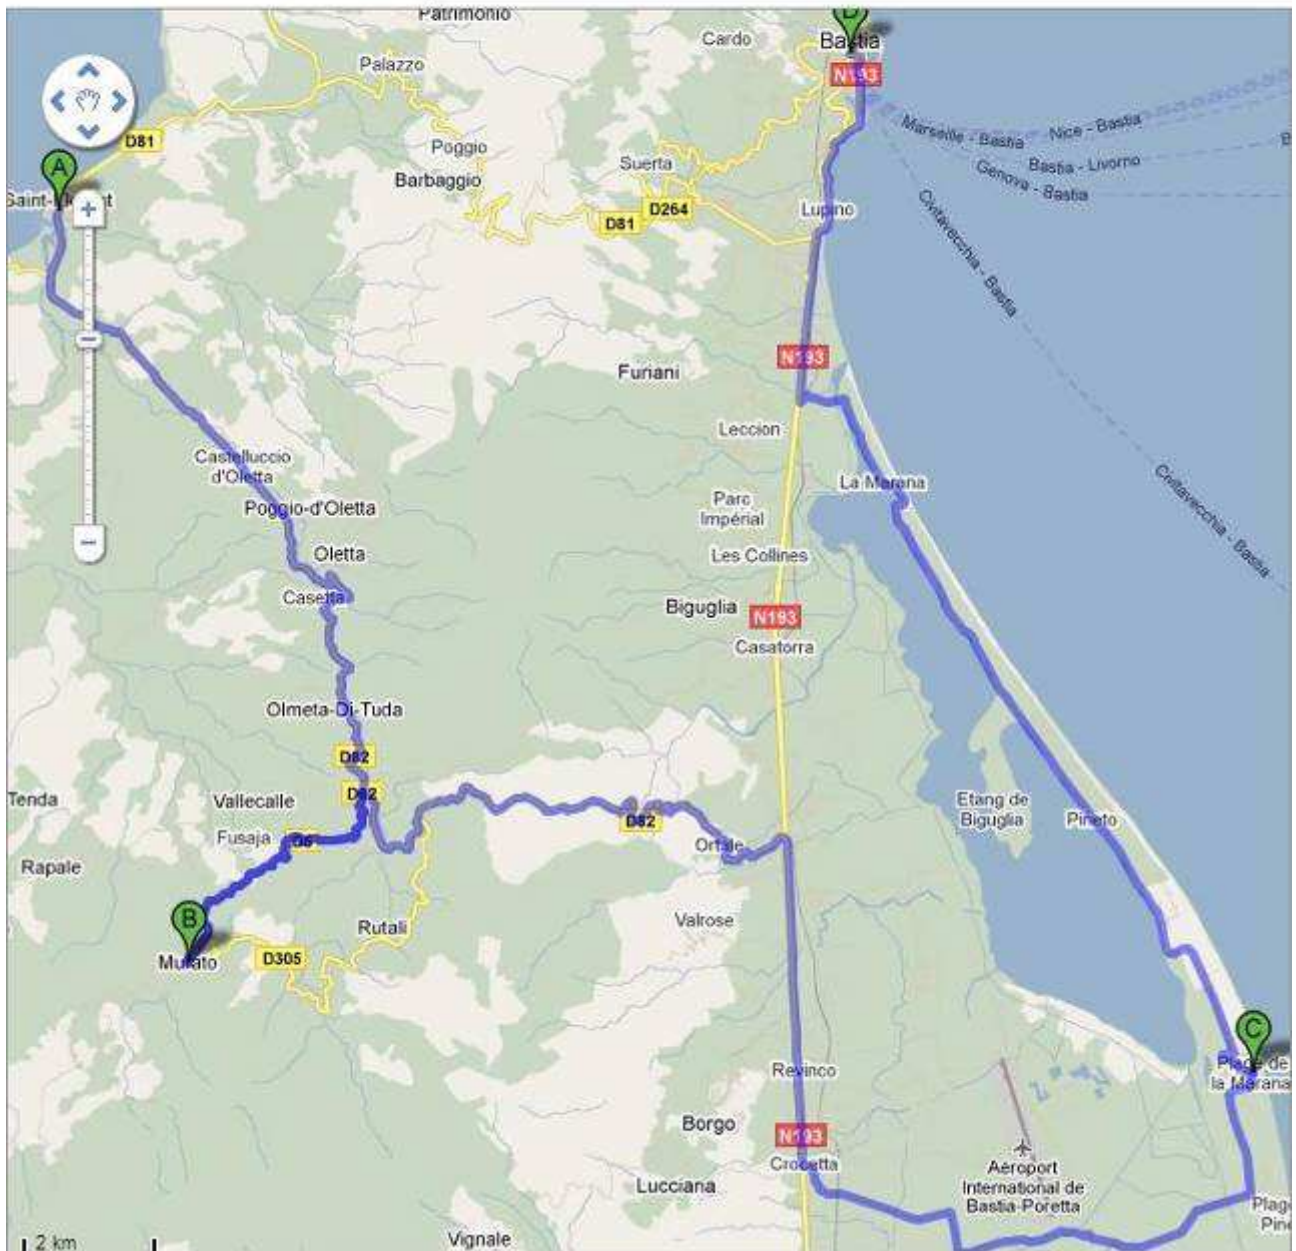 Patrimonio
D
Cardo
Bastia
Palazzo
N193
D81
Marseille - Bastia
Nice - Bastia
B
Poggio
Suerta
Bastia - Livorno
Genova - Bastia
A
Barbaggio
Lupino
D264
D81
Civitavecchia - Bastia
+
N193
Furiani
Leccion
Castelluccio
d'Oletta
La Marana
Civitavecchia - Bastia
Parc
Impérial
Poggio-d'Oletta
Oletta
Les Collines
Casetta
Biguglia
N193
Casatorra
Olmeta-Di-Tuda
D82
D82
Tenda
Vallecalle
Etang de
Biguglia
Pineto
Fusaja
D5
D82
Ortale
Rapale
B
Valrose
Rutali
Murato
D305
C
Plage de
la Marana
Revinco
Borgo
N193
Crocetta
Aéroport
International de
Bastia-Poretta
Lucciana
Plag
Pine
2 km
Vignale